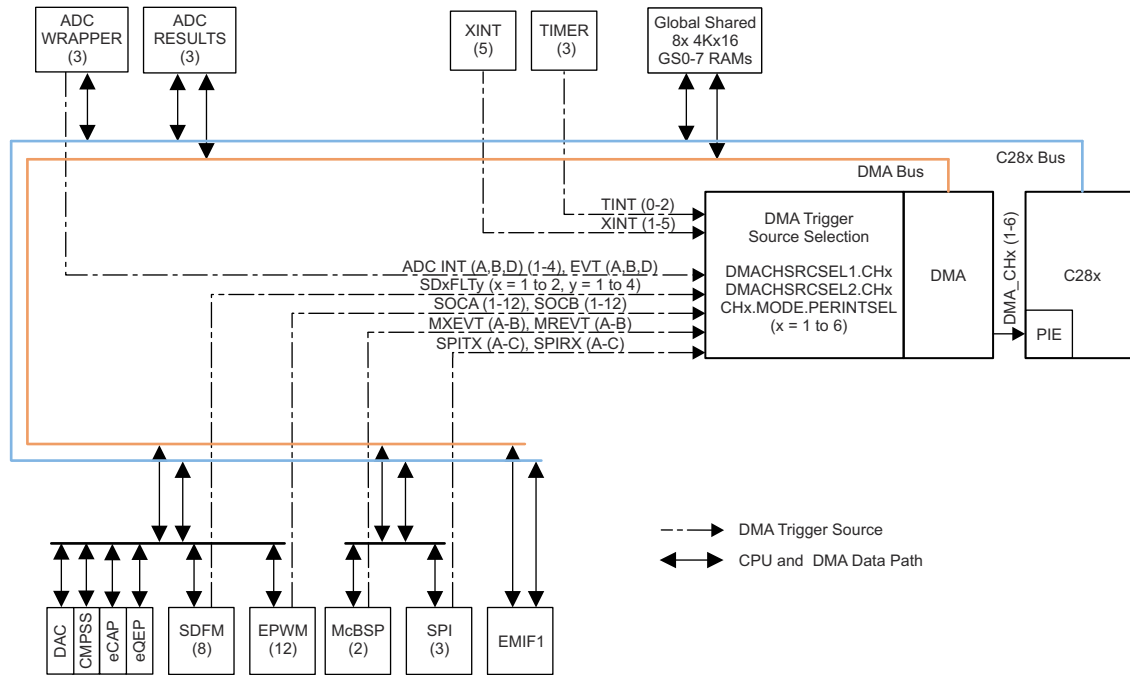 ADC
WRAPPER
(3)
ADC
RESULTS
(3)
XINT
(5)
TIMER
(3)
Global Shared
8x 4Kx16
GS0-7 RAMs
C28x Bus
DMA Bus
TINT (0-2)
XINT (1-5)
ADC INT (A,B,D) (1-4), EVT (A,B,D)
SDxFLTy (x = 1 to 2, y = 1 to 4)
SOCA (1-12), SOCB (1-12)
MXEVT (A-B), MREVT (A-B)
SPITX (A-C), SPIRX (A-C)
DMA Trigger
Source Selection
DMACHSRCSEL1.CHx
DMACHSRCSEL2.CHx
CHx.MODE.PERINTSEL
(x = 1 to 6)
DMA
DMA_CHx (1-6)
C28x
PIE
DMA Trigger Source
CPU and DMA Data Path
DAC
CMPSS
eCAP
eQEP
SDFM
(8)
EPWM
(12)
McBSP
(2)
SPI
(3)
EMIF1